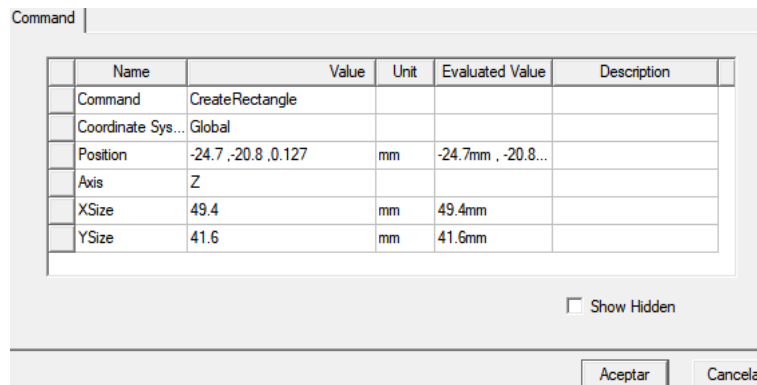 Command
Name Value Unit Evaluated Value Description
Command CreateRectangle
Coordinate Sys... Global
Position -24.7 ,-20.8 ,0.127 mm -24.7mm , -20.8...
Axis Z
XSize 49.4 mm 49.4mm
YSize 41.6 mm 41.6mm
Show Hidden
Aceptar Cancela